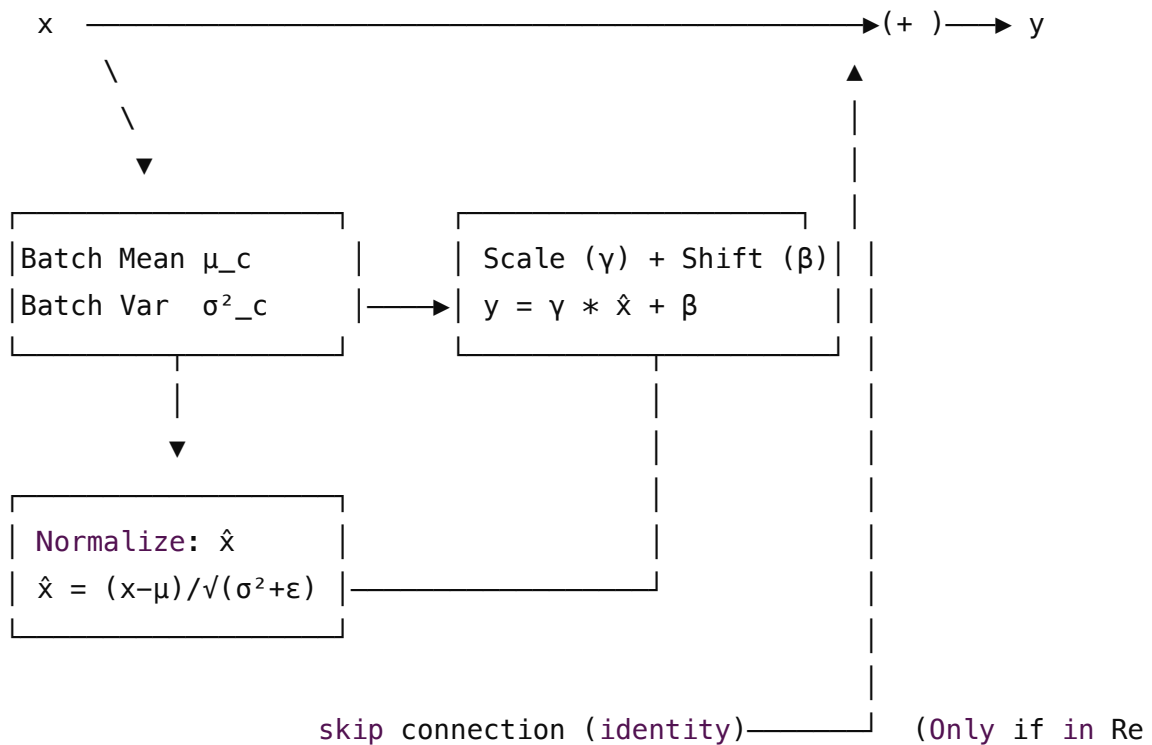 x (+ ) y
Batch Mean μ_c
Batch Var σ²_c
Scale (γ) + Shift (β)
y = γ * x̂ + β
Normalize: x̂
x̂ = (x−μ)/√(σ²+ε)
skip connection (identity) (Only if in Re